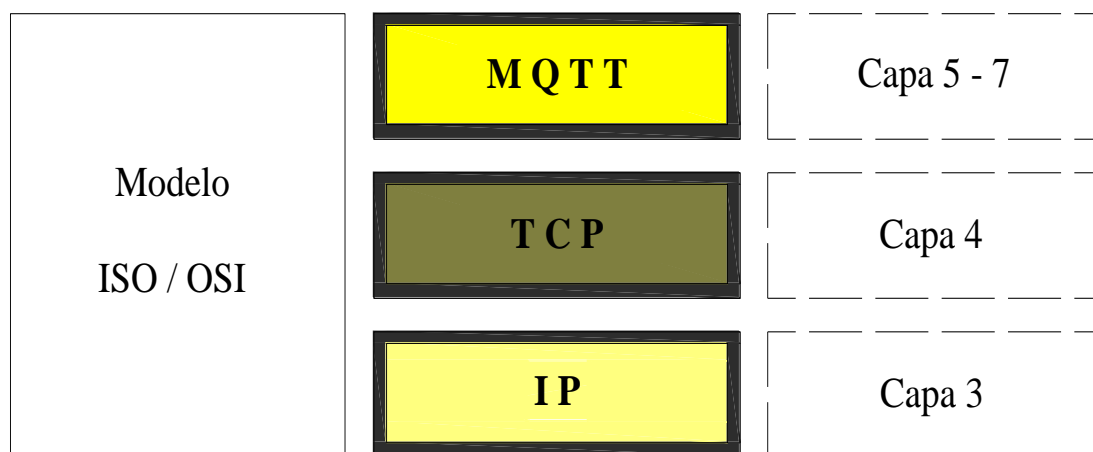 Modelo
ISO / OSI
M Q T T
Capa 5 - 7
T C P
Capa 4
I P
Capa 3